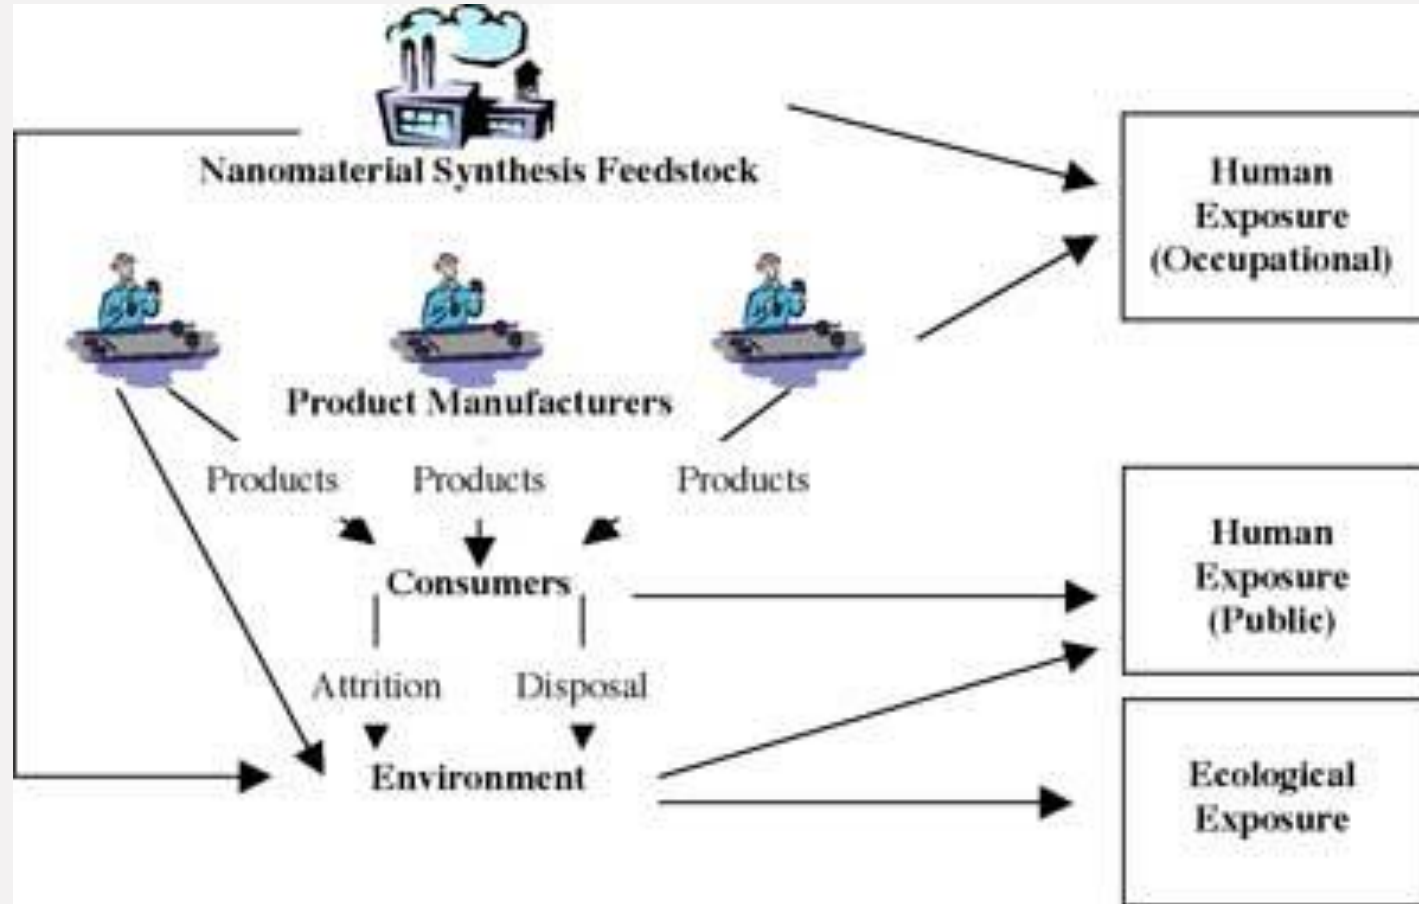 Nanomaterial Synthesis Feedstock
Human
Exposure
(Occupational)
Product Manufacturers
Products Products Products
Consumers
Human
Exposure
(Public)
Attrition Disposal
Environment
Ecological
Exposure